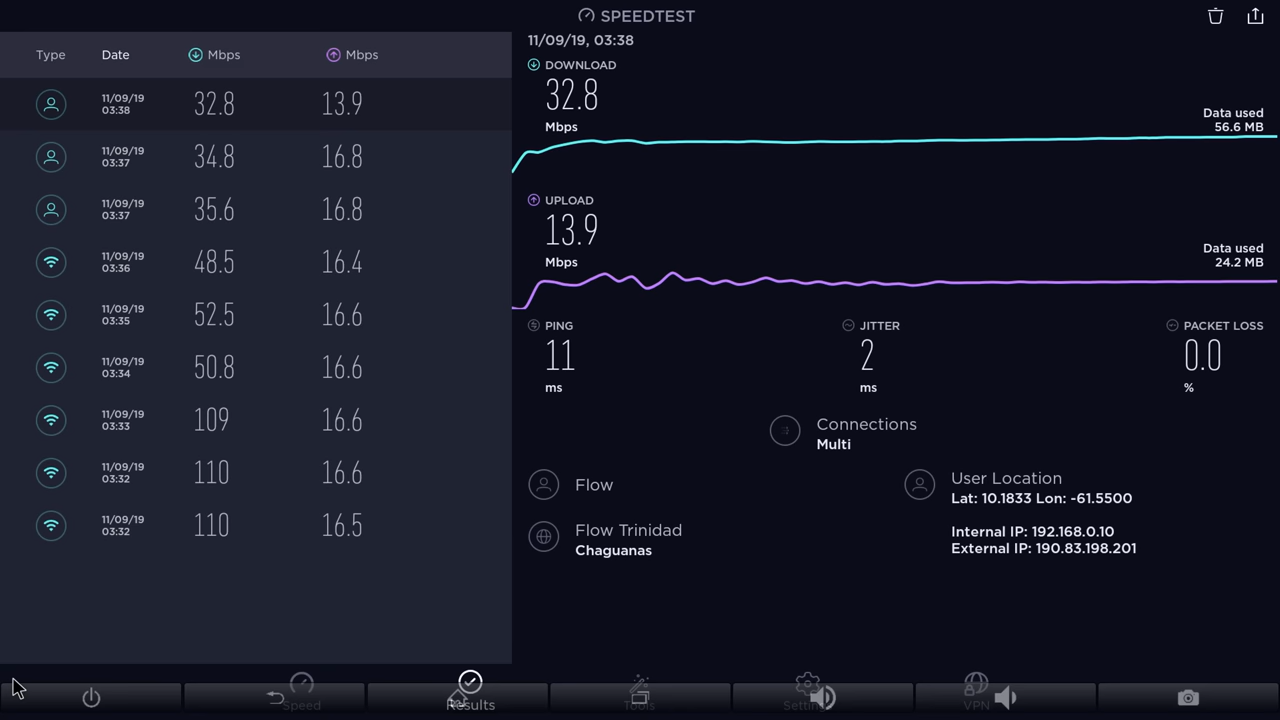 SPEEDTEST
Type Date Mbps Mbps
11/09/19
03:38
32.8 13.9
11/09/19
03:37
34.8 16.8
11/09/19
03:37
35.6 16.8
11/09/19
03:36
48.5 16.4
11/09/19
03:35
52.5 16.6
11/09/19
03:34
50.8 16.6
11/09/19
03:33
109 16.6
11/09/19
03:32
110 16.6
11/09/19
03:32
110 16.5
11/09/19, 03:38
DOWNLOAD
32.8
Mbps
Data used
56.6 MB
UPLOAD
13.9
Mbps
Data used
24.2 MB
PING
11
ms
JITTER
2
ms
PACKET LOSS
0.0
%
Connections
Multi
Flow
Flow Trinidad
Chaguanas
User Location
Lat: 10.1833 Lon: -61.5500
Internal IP: 192.168.0.10
External IP: 190.83.198.201
Speed Results Tools Settings VPN